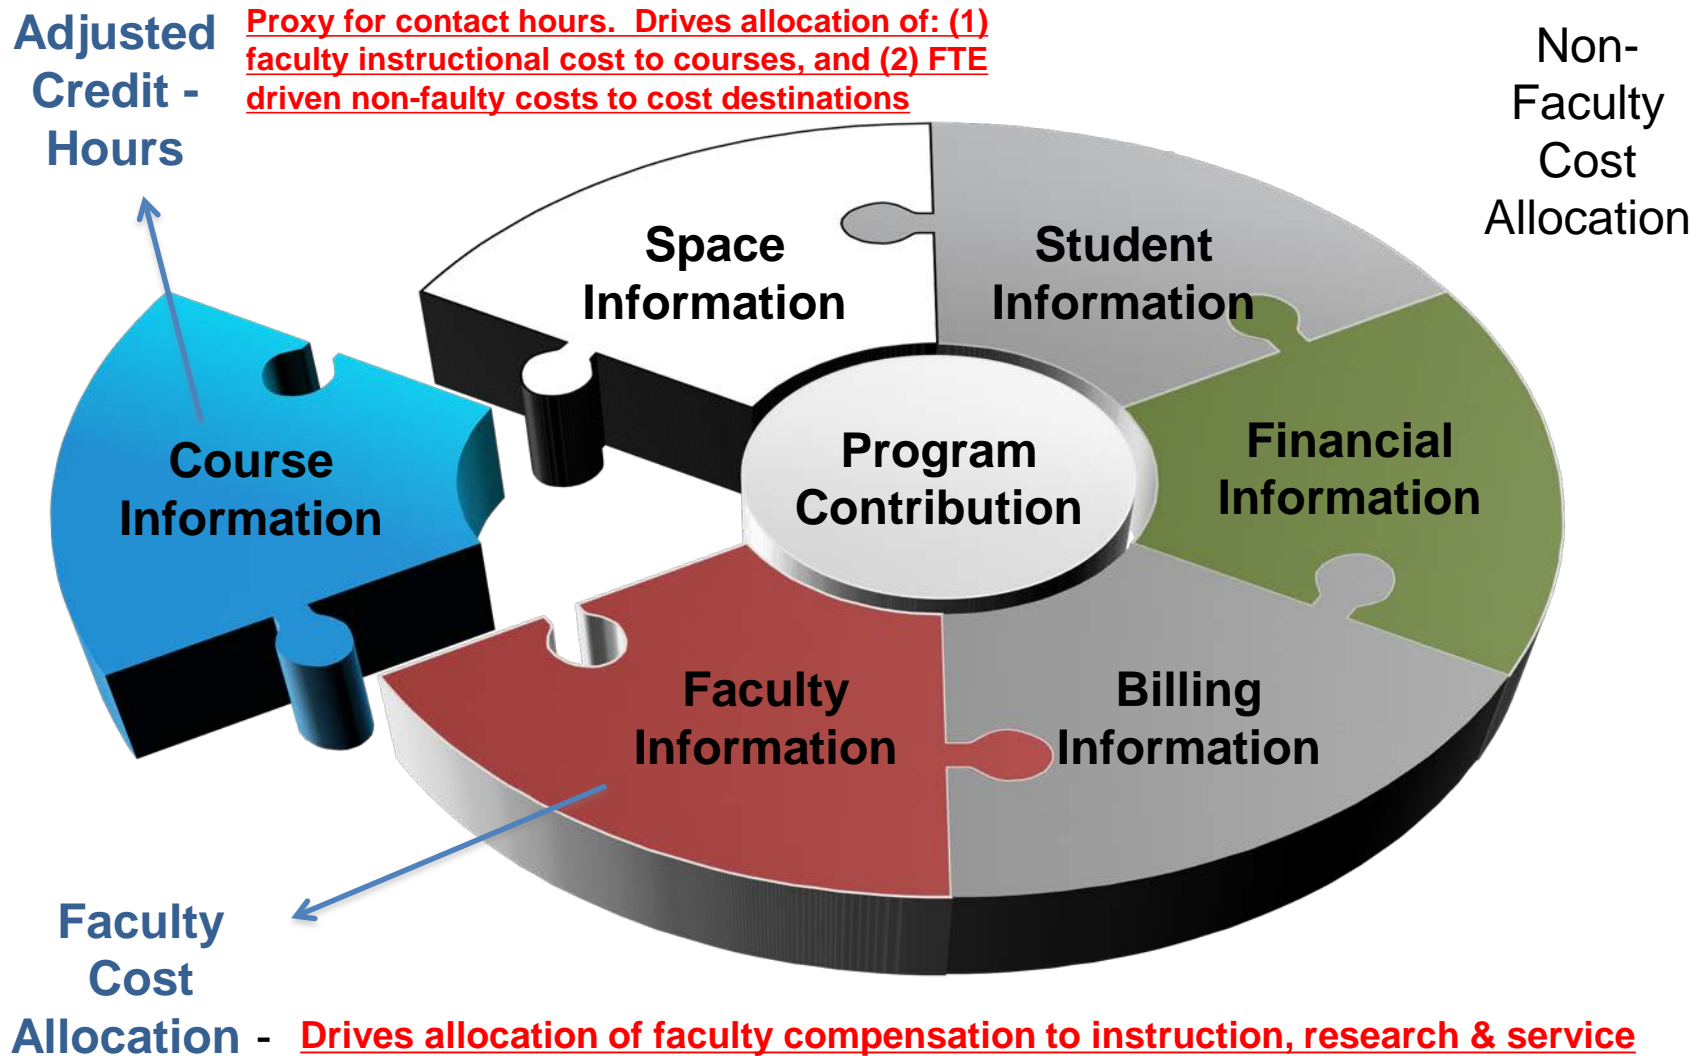 Adjusted
Credit -
Hours
Proxy for contact hours.  Drives allocation of: (1)
faculty instructional cost to courses, and (2) FTE
driven non-faulty costs to cost destinations
Non-
Faculty
Cost
Allocation
Space
Information
Student
Information
Course
Information
Program
Contribution
Financial
Information
Faculty
Information
Billing
Information
Faculty
Cost
Allocation - Drives allocation of faculty compensation to instruction, research & service